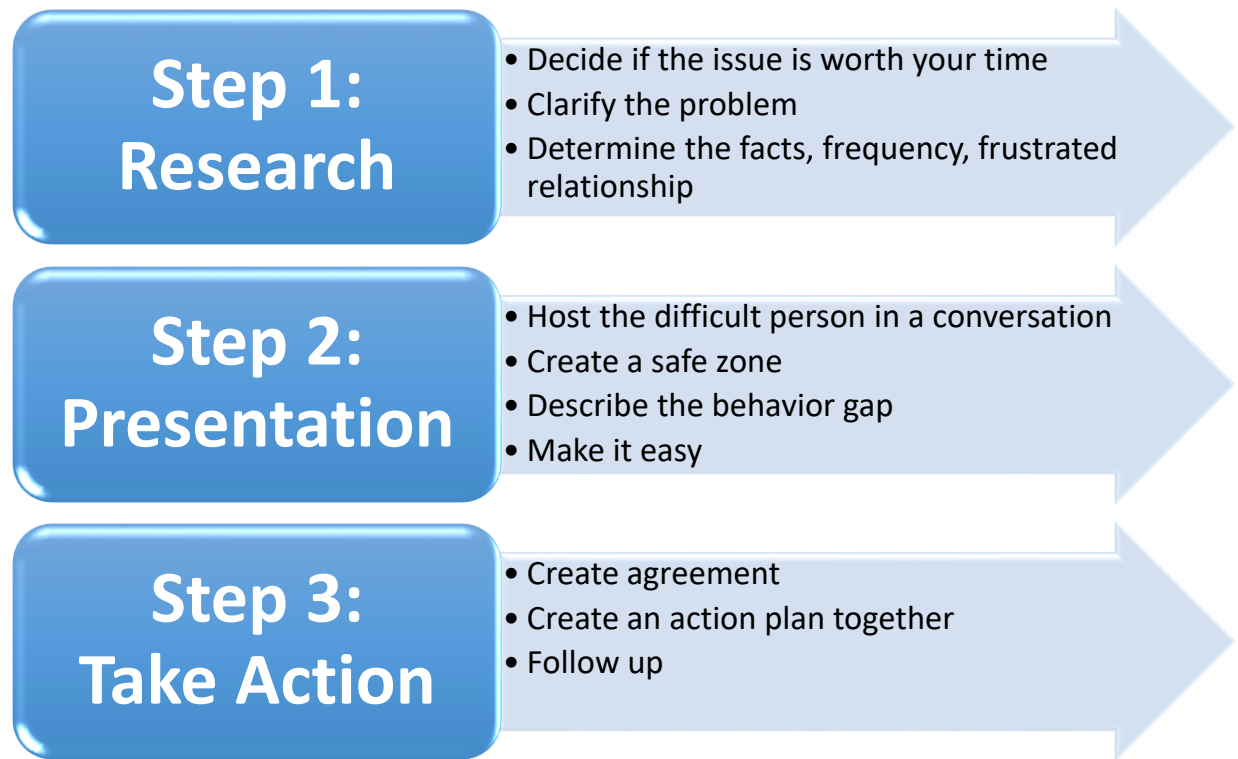 Step 1:
Research
• Decide if the issue is worth your time
• Clarify the problem
• Determine the facts, frequency, frustrated
relationship
Step 2:
Presentation
• Host the difficult person in a conversation
• Create a safe zone
• Describe the behavior gap
• Make it easy
Step 3:
Take Action
• Create agreement
• Create an action plan together
• Follow up